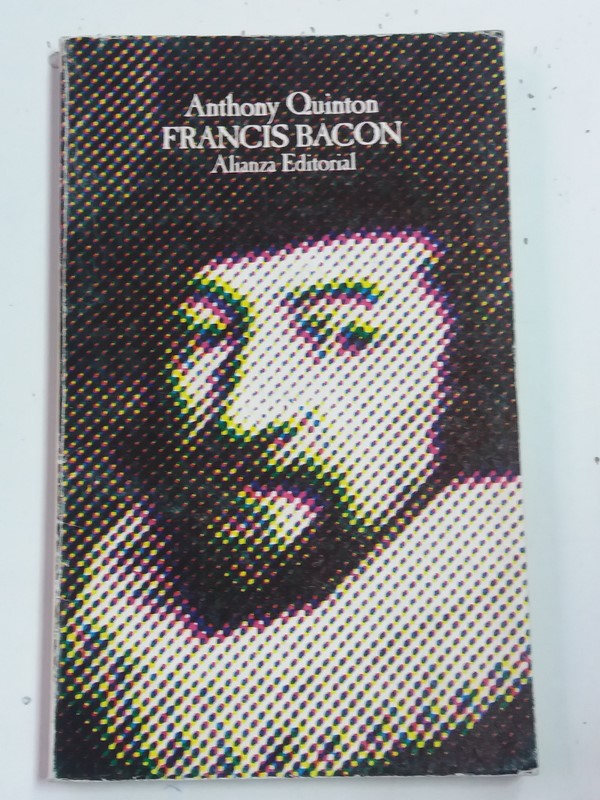 Anthony Quinton
FRANCIS BACON
Alianza Editorial